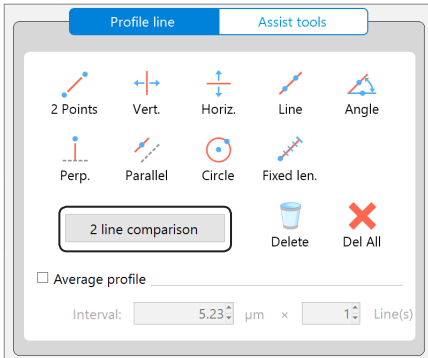 Profile line Assist tools
2 Points Vert. Horiz. Line Angle
Perp. Parallel Circle Fixed len.
2 line comparison Delete Del All
Average profile
Interval: 5.23 μm × 1 Line(s)